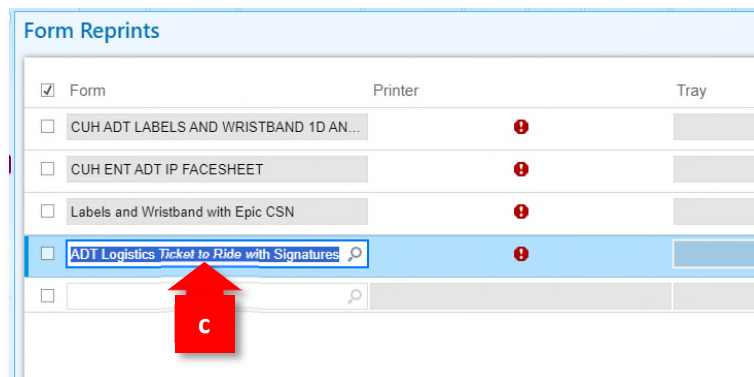 Form Reprints
Form Printer Tray
CUH ADT LABELS AND WRISTBAND 1D AN...
CUH ENT ADT IP FACESHEET
Labels and Wristband with Epic CSN
ADT Logistics Ticket to Ride with Signatures
C